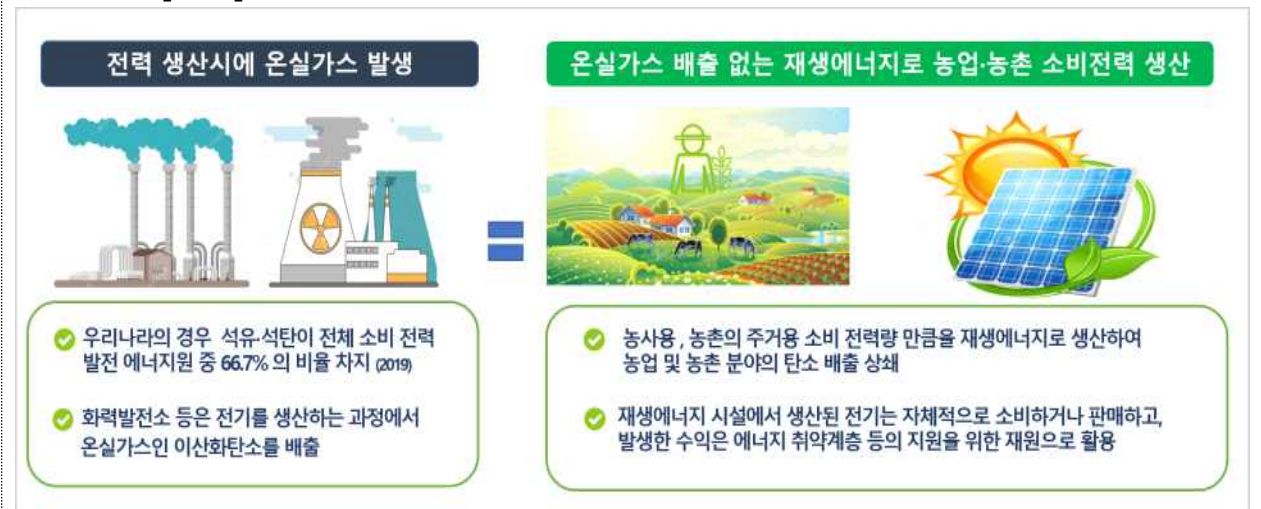 전력 생산시에 온실가스 발생
온실가스 배출 없는 재생에너지로 농업·농촌 소비전력 생산
우리나라의 경우 석유·석탄이 전체 소비 전력
발전 에너지원 중 66.7% 의 비율 차지 (2019)
화력발전소 등은 전기를 생산하는 과정에서
온실가스인 이산화탄소를 배출
농사용 , 농촌의 주거용 소비 전력량 만큼을 재생에너지로 생산하여
농업 및 농촌 분야의 탄소 배출 상쇄
재생에너지 시설에서 생산된 전기는 자체적으로 소비하거나 판매하고,
발생한 수익은 에너지 취약계층 등의 지원을 위한 재원으로 활용